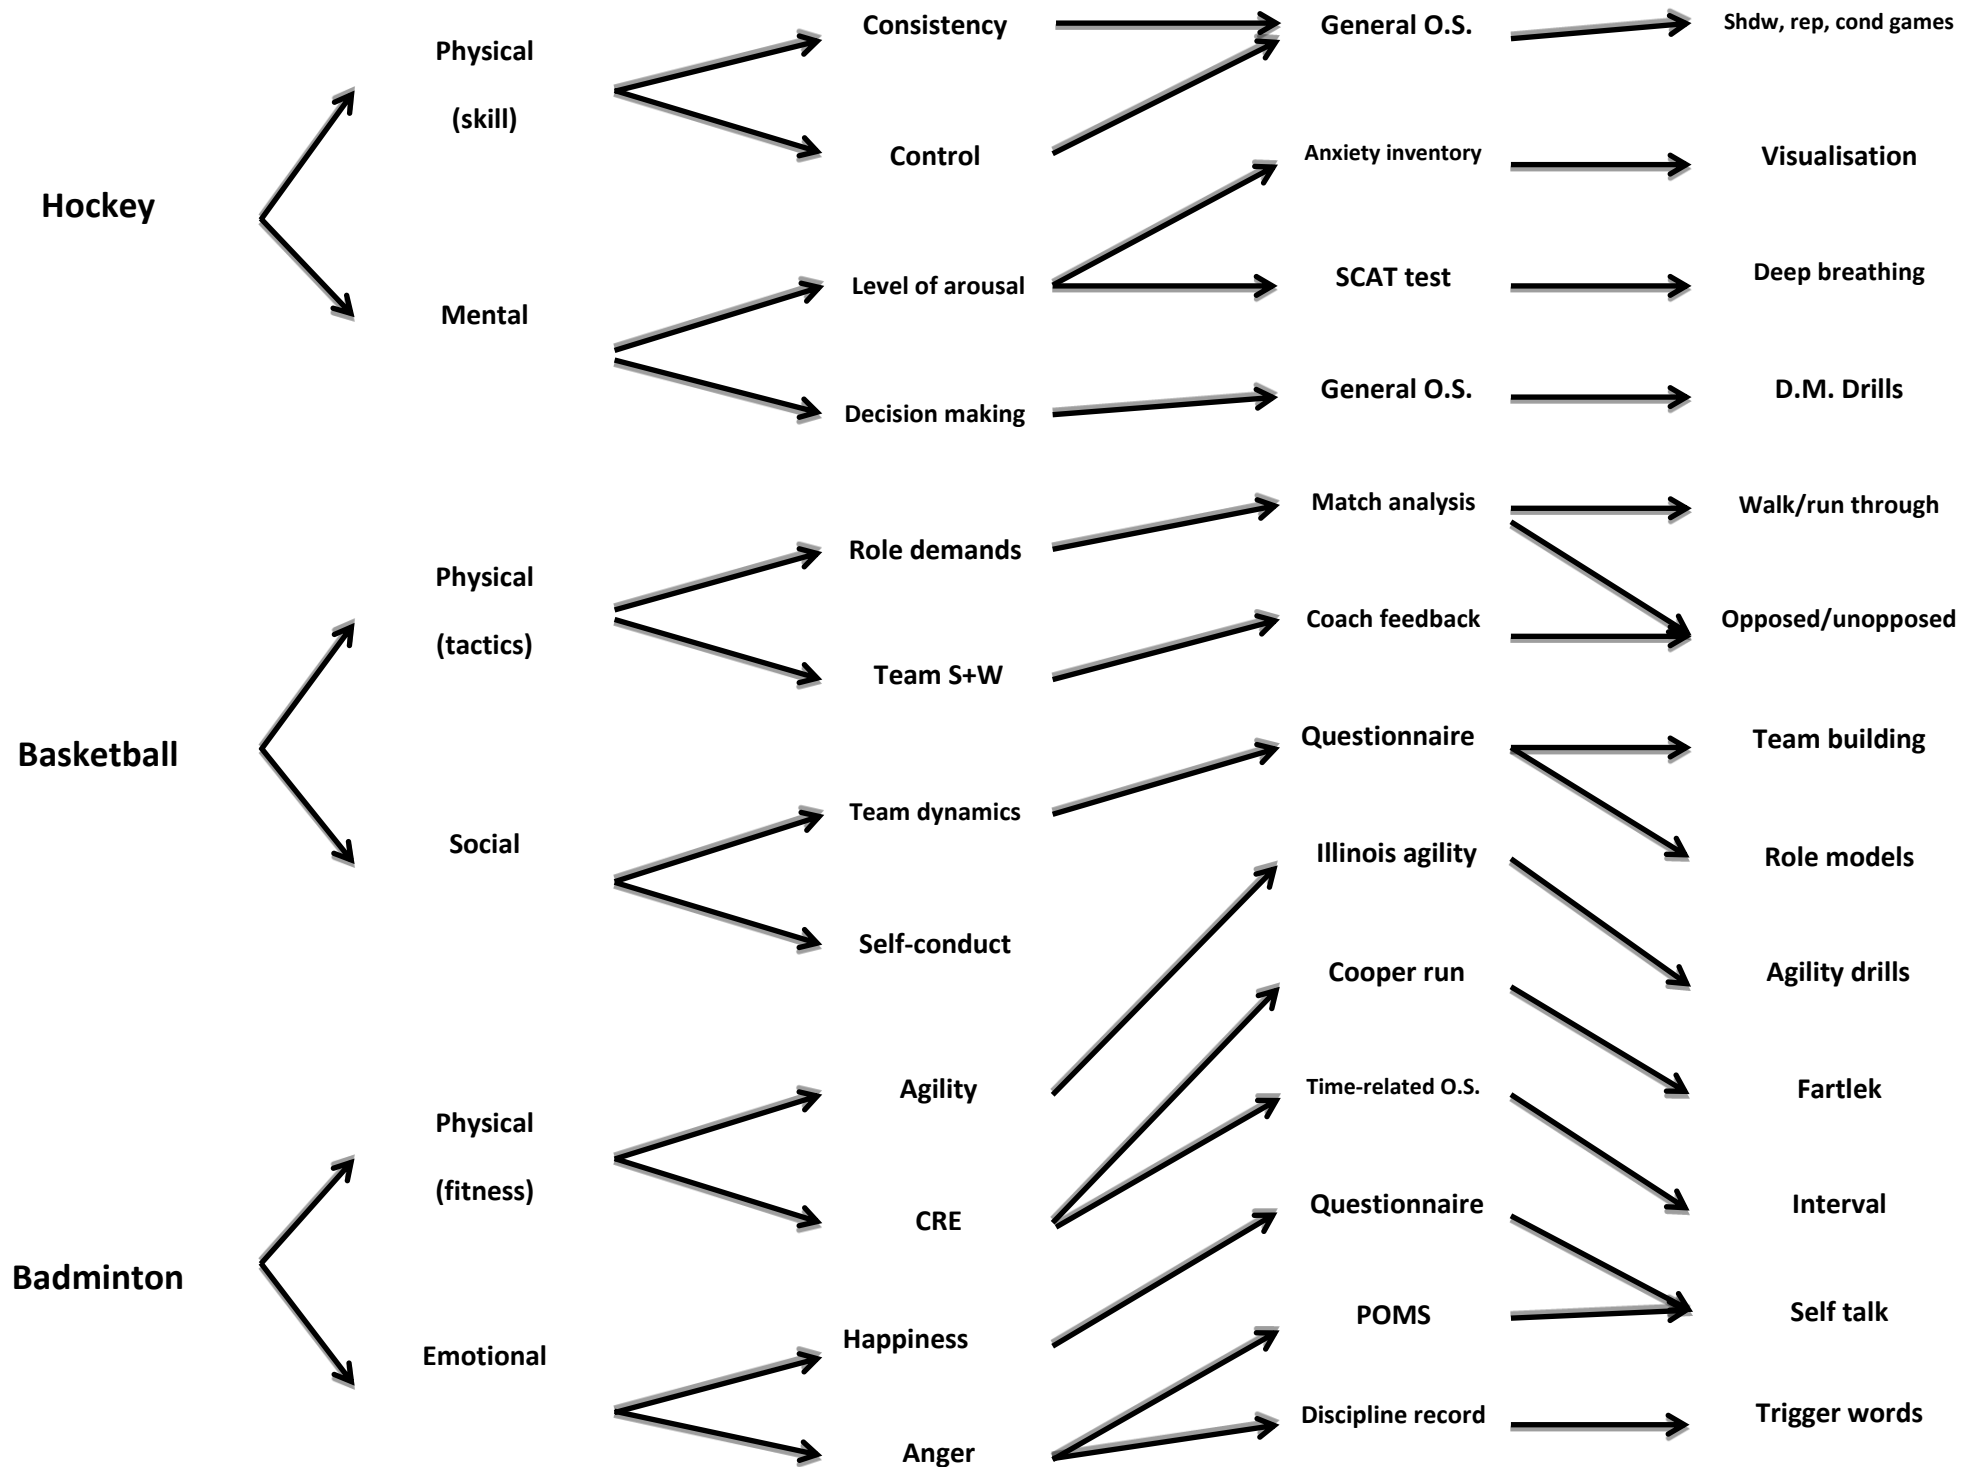 Hockey
Physical
(skill)
Mental
Consistency
Control
Level of arousal
Decision making
General O.S.
Anxiety inventory
SCAT test
General O.S.
Shdw, rep, cond games
Visualisation
Deep breathing
D.M. Drills
Basketball
Physical
(tactics)
Social
Role demands
Team S+W
Team dynamics
Self-conduct
Match analysis
Coach feedback
Questionnaire
Walk/run through
Opposed/unopposed
Team building
Role models
Badminton
Physical
(fitness)
Emotional
Agility
CRE
Happiness
Anger
Illinois agility
Cooper run
Time-related O.S.
Questionnaire
POMS
Discipline record
Agility drills
Fartlek
Interval
Self talk
Trigger words